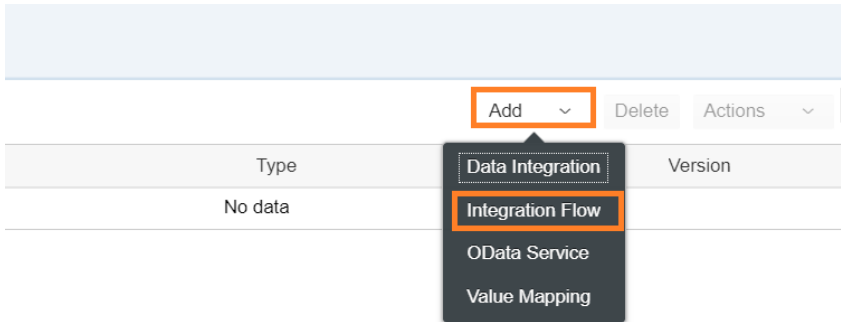 Add Delete Actions
Type Data Integration Version
No data Integration Flow
OData Service
Value Mapping